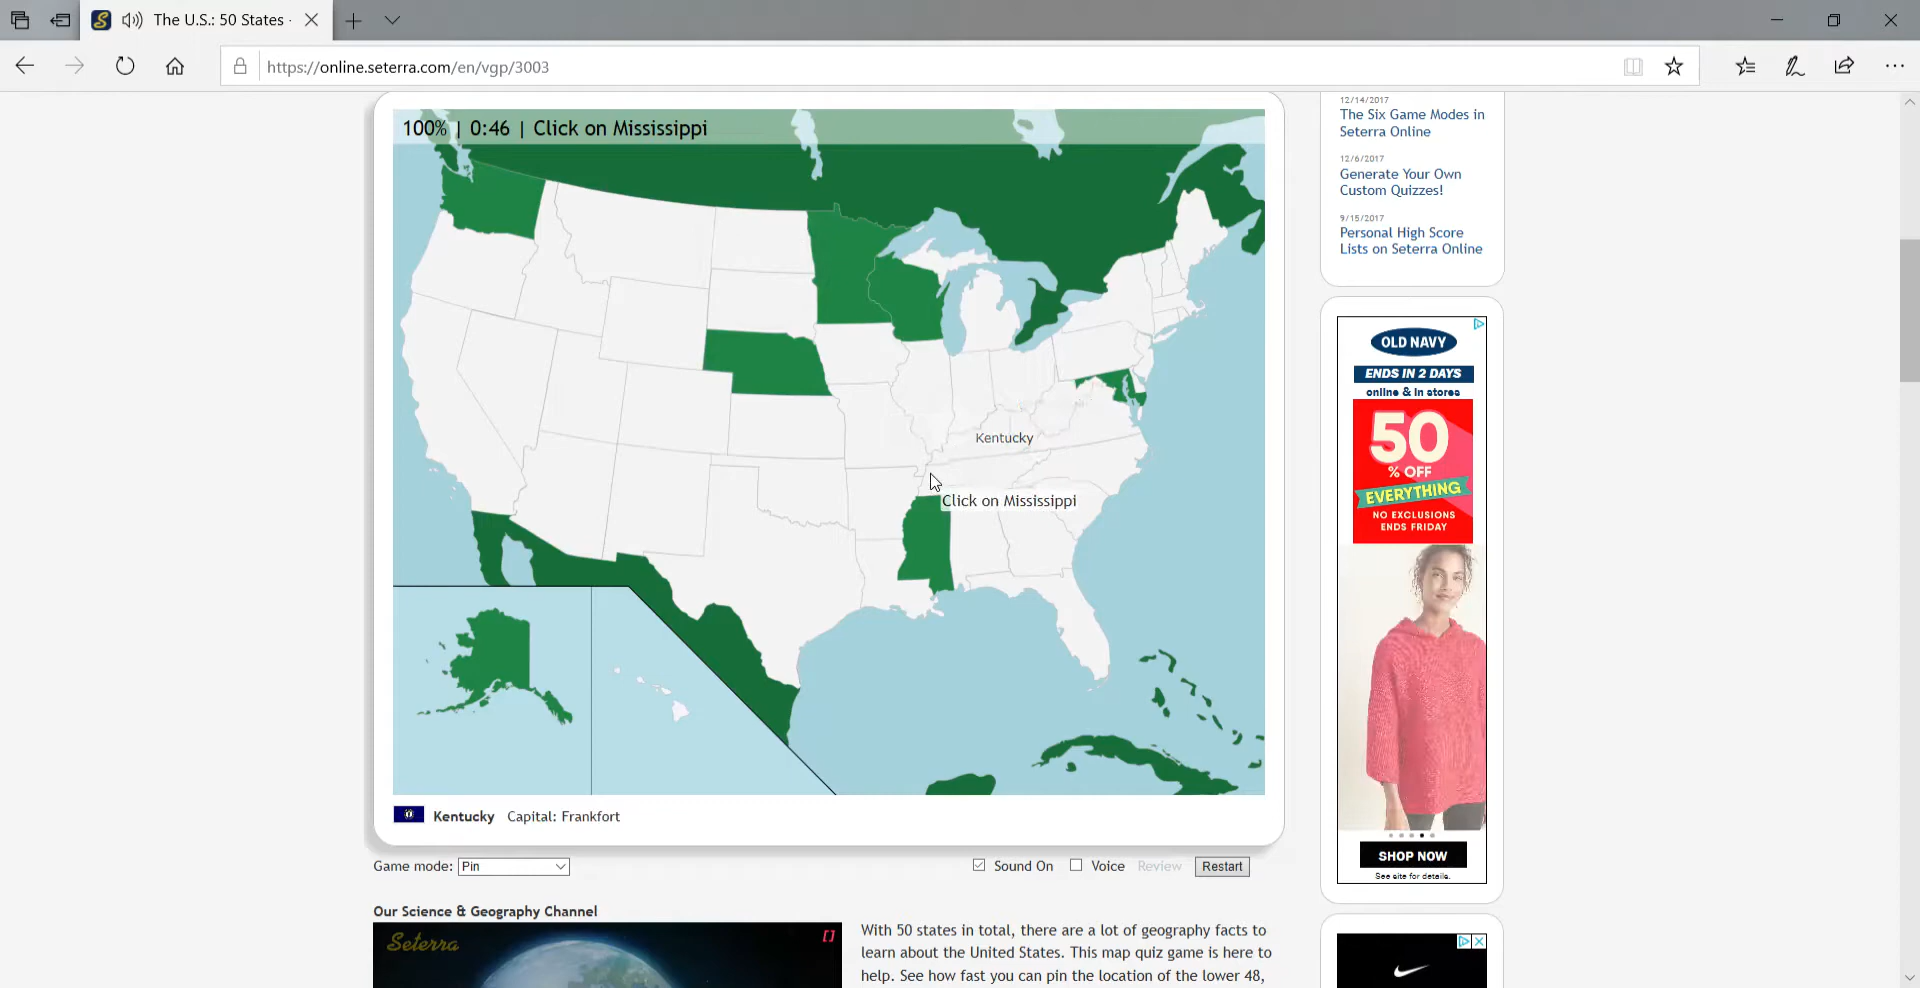 The U.S.: 50 States -
https://online.seterra.com/en/vgp/3003
100% | 0:46 | Click on Mississippi
Kentucky
Click on Mississippi
Kentucky Capital: Frankfort
Game mode: Pin
Sound On Voice Review Restart
Our Science & Geography Channel
Seterra
With 50 states in total, there are a lot of geography facts to
learn about the United States. This map quiz game is here to
help. See how fast you can pin the location of the lower 48,
12/14/2017
The Six Game Modes in
Seterra Online
12/6/2017
Generate Your Own
Custom Quizzes!
9/15/2017
Personal High Score
Lists on Seterra Online
OLD NAVY
ENDS IN 2 DAYS
online & in stores
50
% OFF
EVERYTHING
NO EXCLUSIONS
ENDS FRIDAY
SHOP NOW
See site for details.